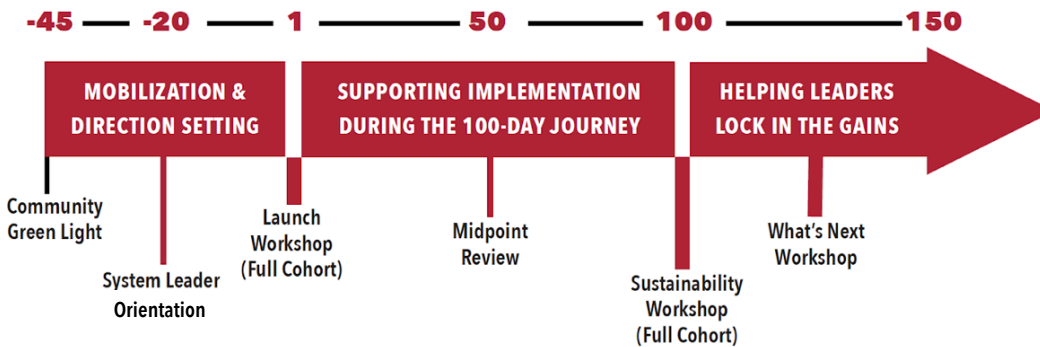 -45 -20 1 50 100 150
MOBILIZATION &
DIRECTION SETTING
SUPPORTING IMPLEMENTATION
DURING THE 100-DAY JOURNEY
HELPING LEADERS
LOCK IN THE GAINS
Community
Green Light
System Leader
Orientation
Launch
Workshop
(Full Cohort)
Midpoint
Review
Sustainability
Workshop
(Full Cohort)
What's Next
Workshop